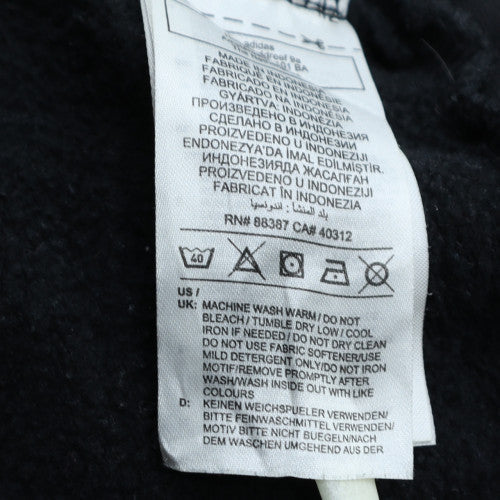 adidas
MADE IN INDONESIA
FABRIQUE EN INDONESIE
FABRICADO EN INDONESIA
FABRICADO NA INDONÉSIA
GYÁRTVA: INDONÉZIA
ПРОИЗВЕДЕНО В ИНДОНЕЗИЯ
СДЕЛАНО В ИНДОНЕЗИИ
PROIZVEDENO U INDONEZIJI
ENDONEZYA'DA İMAL EDİLMİŞTİR.
ИНДОНЕЗИЯДА ЖАСАЛҒАН
PROIZVEDENO U INDONEZIJI
FABRICAT ÎN INDONEZIA
بلد المنشأ : اندونيسيا
RN# 88387 CA# 40312
40
US /
UK: MACHINE WASH WARM / DO NOT
BLEACH / TUMBLE DRY LOW / COOL
IRON IF NEEDED / DO NOT DRY CLEAN
DO NOT USE FABRIC SOFTENER/USE
MILD DETERGENT ONLY/DO NOT IRON
MOTIF/REMOVE PROMPTLY AFTER
WASH/WASH INSIDE OUT WITH LIKE
COLOURS
D: KEINEN WEICHSPUELER VERWENDEN/
BITTE FEINWASCHMITTEL VERWENDEN/
MOTIV BITTE NICHT BUEGELN/NACH
DEM WASCHEN UMGEHEND AUS DER